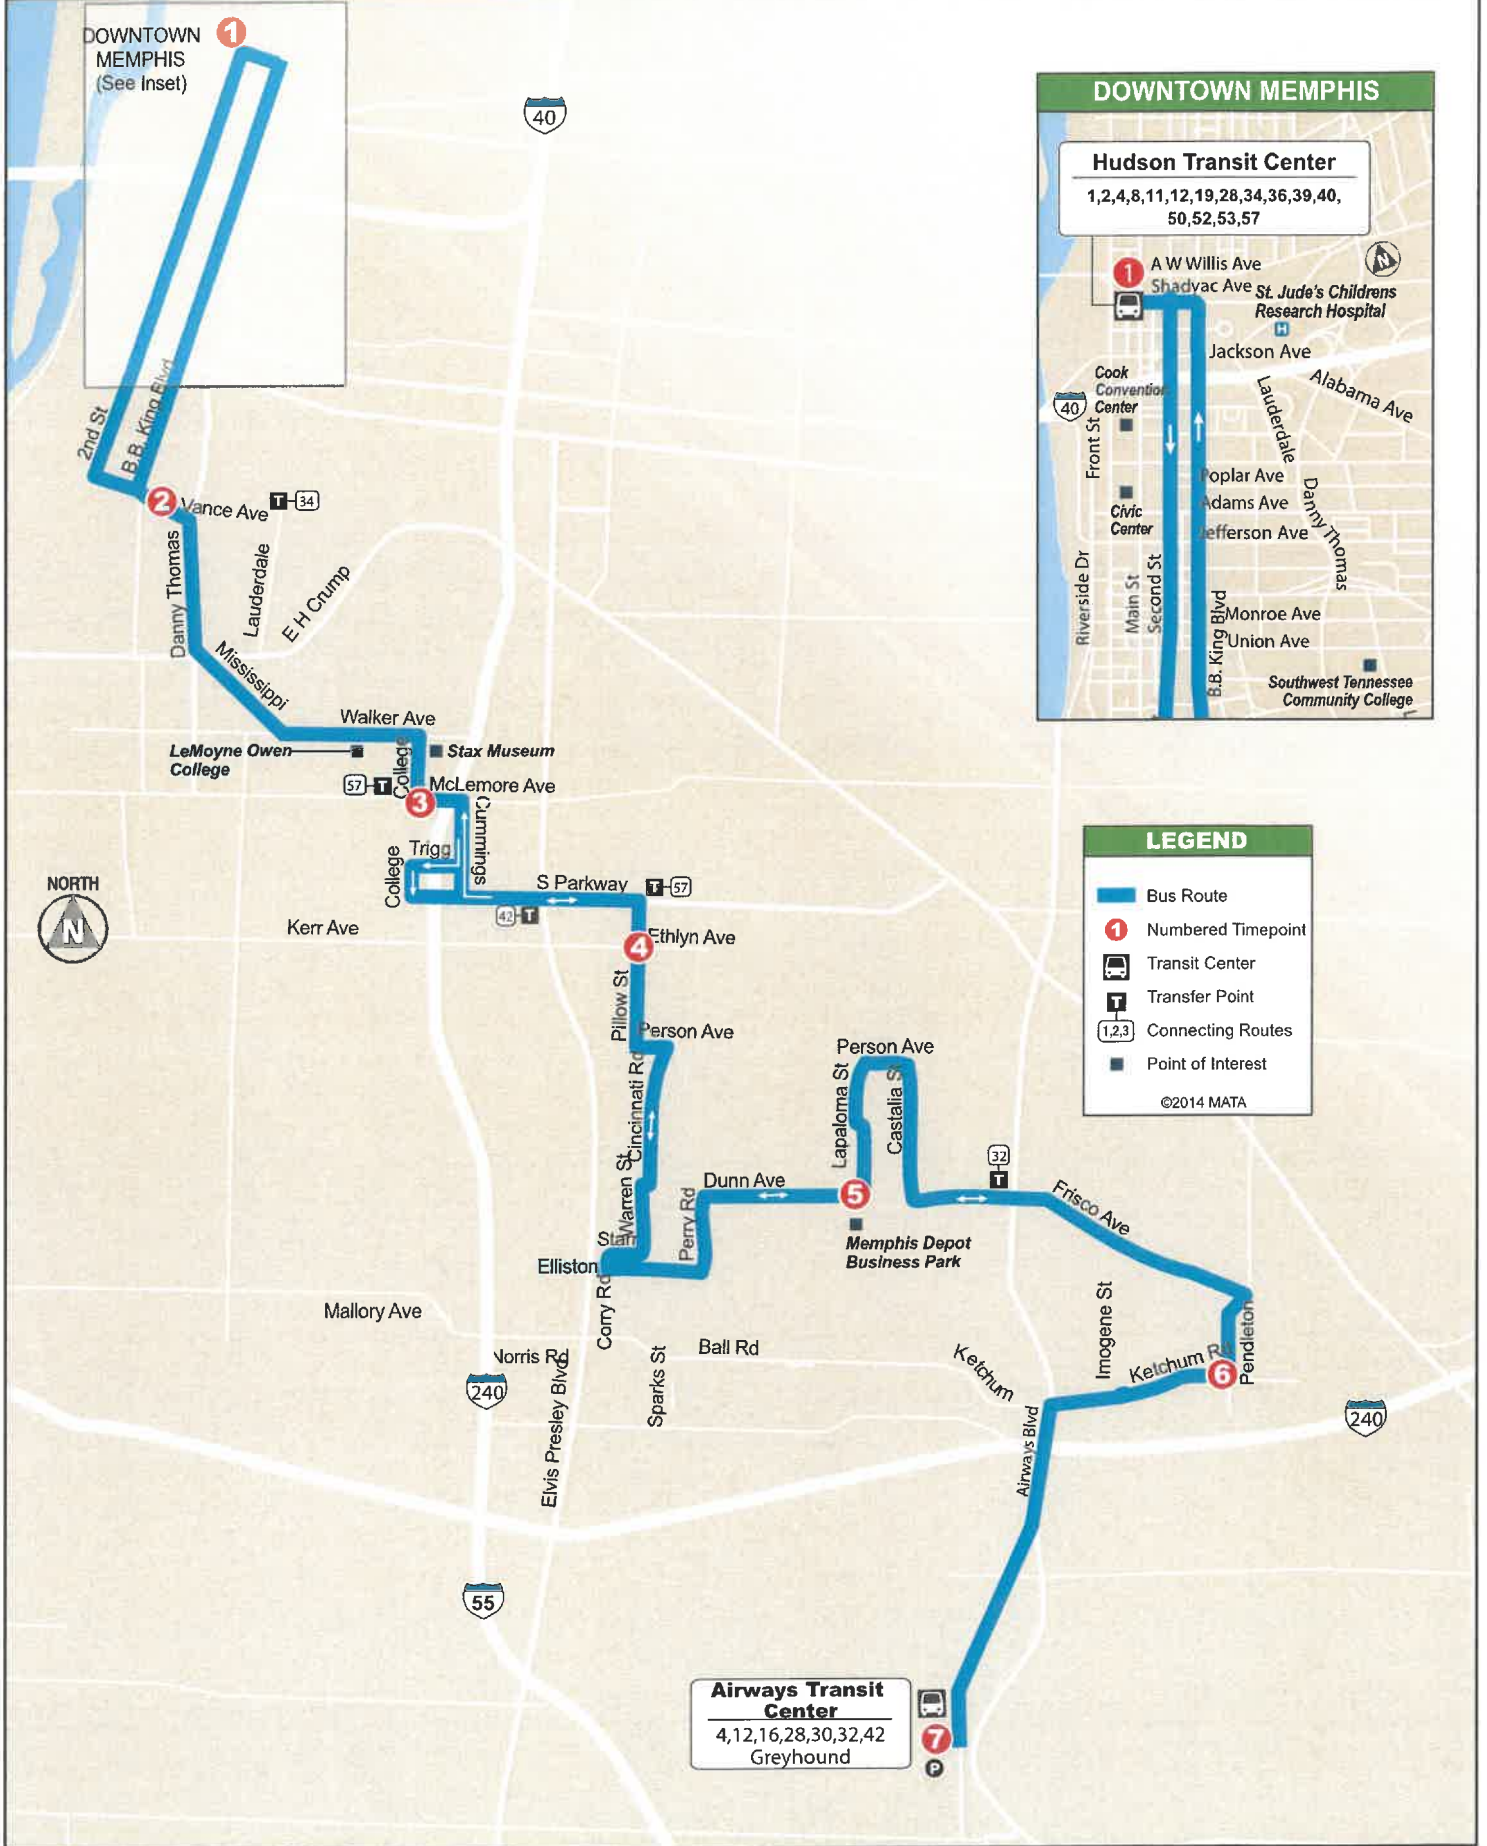 DOWNTOWN
MEMPHIS
(See Inset)
1
40
DOWNTOWN MEMPHIS
Hudson Transit Center
1,2,4,8,11,12,19,28,34,36,39,40,
50,52,53,57
1
A W Willis Ave
N
Shadyac Ave
St. Jude's Childrens
Research Hospital
H
Jackson Ave
Cook
Convention
Center
40
Alabama Ave
Lauderdale
Front St
Poplar Ave
Adams Ave
Danny Thomas
Civic
Center
Jefferson Ave
Riverside Dr
Main St
Second St
B.B. King Blvd
Monroe Ave
Union Ave
Southwest Tennessee
Community College
2nd St
B.B. King Blvd
2
Vance Ave
T
34
Danny Thomas
Lauderdale
E H Crump
Mississippi
Walker Ave
LeMoyne Owen
College
College
Stax Museum
57
T
McLemore Ave
3
Cummings
Trigg
College
S Parkway
T
57
42
T
NORTH
N
Kerr Ave
4
Ethlyn Ave
Pillow St
Person Ave
Cincinnati Rd
Warren St
Person Ave
Lapaloma St
Castalia St
32
T
Dunn Ave
5
Frisco Ave
Perry Rd
Elliston
Memphis Depot
Business Park
Corry Rd
Mallory Ave
Norris Rd
Ball Rd
Sparks St
Elvis Presley Blvd
Ketchum
Imogene St
Ketchum Rd
6
Pendleton
240
240
Airways Blvd
55
Airways Transit
Center
4,12,16,28,30,32,42
Greyhound
7
P
LEGEND
Bus Route
1
Numbered Timepoint
Transit Center
T
Transfer Point
1,2,3
Connecting Routes
Point of Interest
©2014 MATA